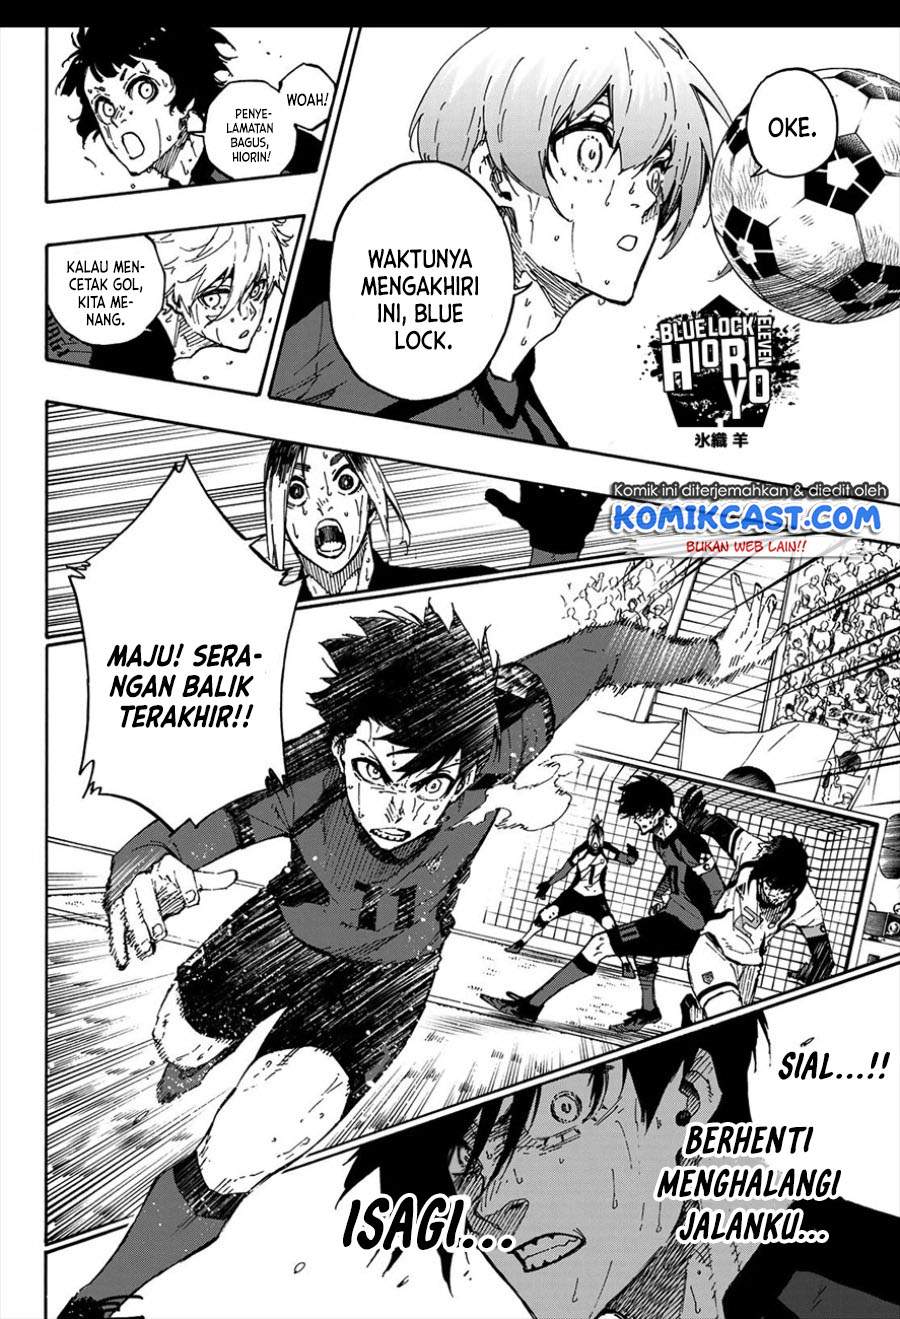 OKE.
WAKTUNYA
MENGAKHIRI
INI, BLUE
LOCK.
BLUE LOCK
ELEVEN
HIORI
YO
氷織 羊
WOAH!
PENYE-
LAMATAN
BAGUS,
HIORIN!
KALAU MEN-
CETAK GOL,
KITA ME-
NANG.
Komik ini diterjemahkan & diedit oleh
KOMIKCAST.COM
BUKAN WEB LAIN!!
MAJU! SERA-
NGAN BALIK
TERAKHIR!!
11
SIAL...!!
BERHENTI
MENGHALANGI
JALANKU...
ISAGI...